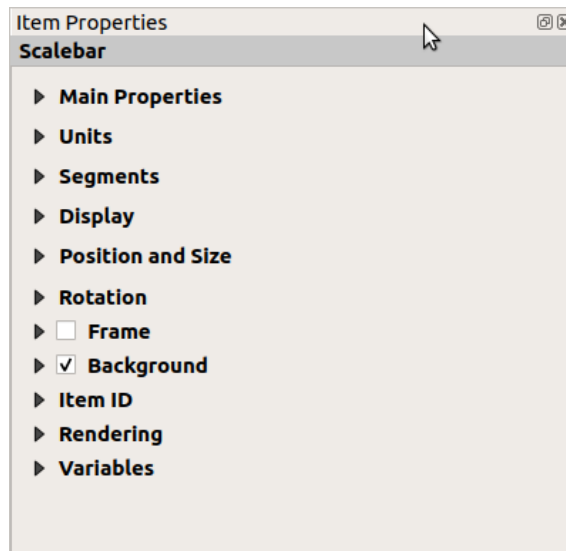 Item Properties
Scalebar
Main Properties
Units
Segments
Display
Position and Size
Rotation
Frame
Background
Item ID
Rendering
Variables